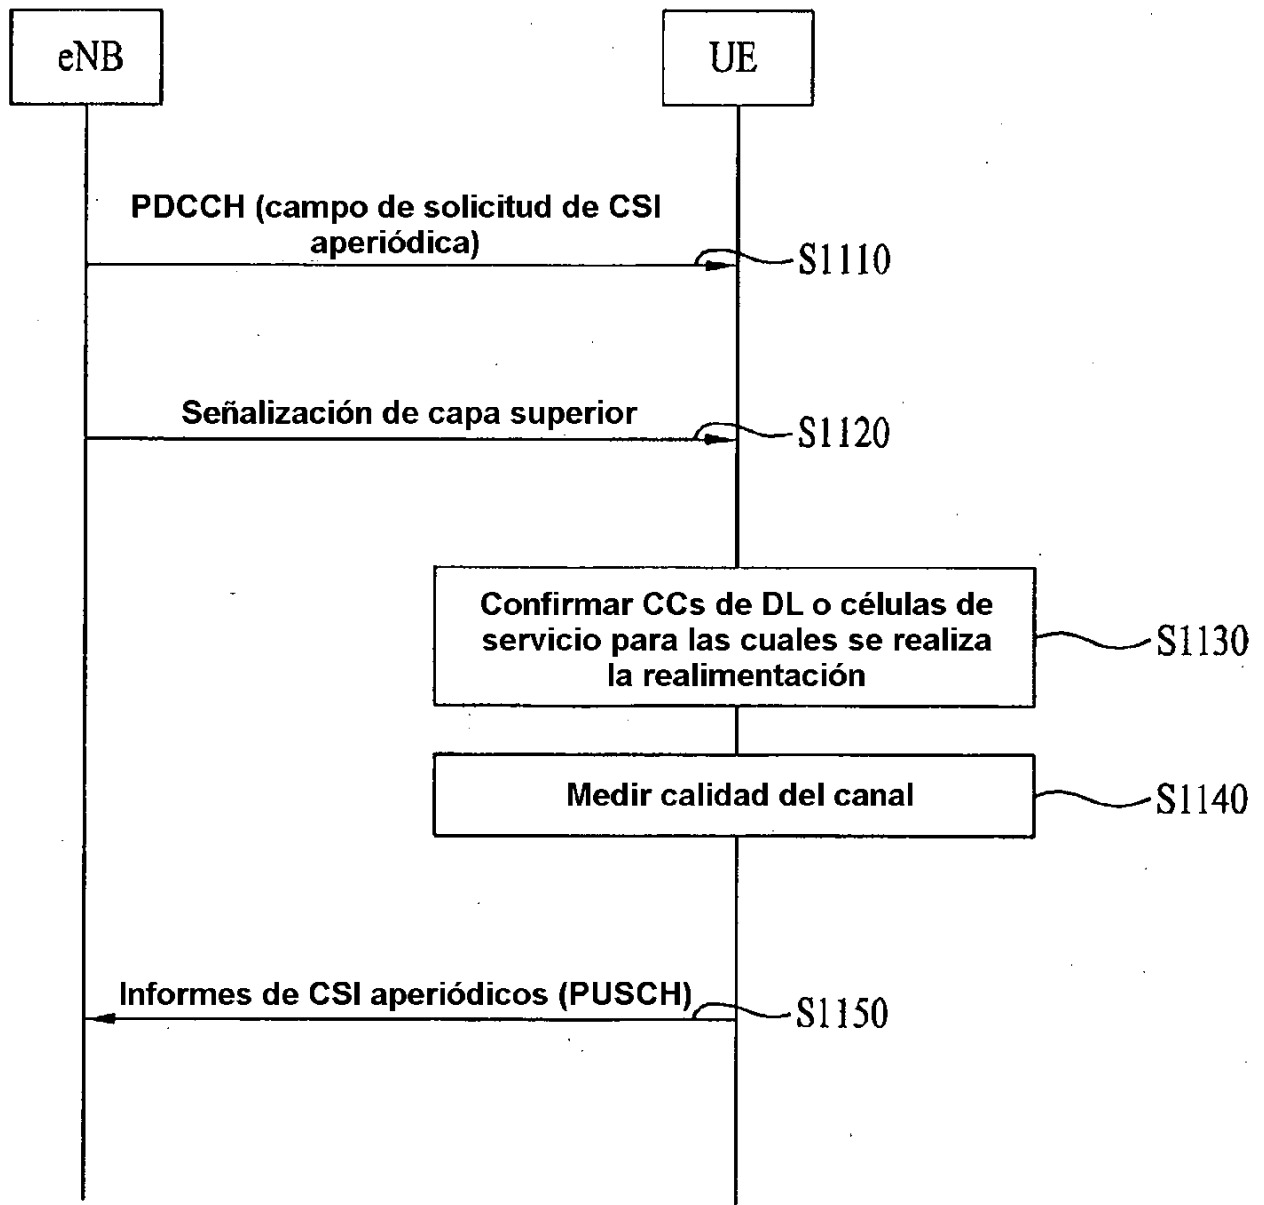 eNB
UE
PDCCH (campo de solicitud de CSI
aperiódica)
S1110
Señalización de capa superior
S1120
Confirmar CCs de DL o células de
servicio para las cuales se realiza
la realimentación
S1130
Medir calidad del canal
S1140
Informes de CSI aperiódicos (PUSCH)
S1150